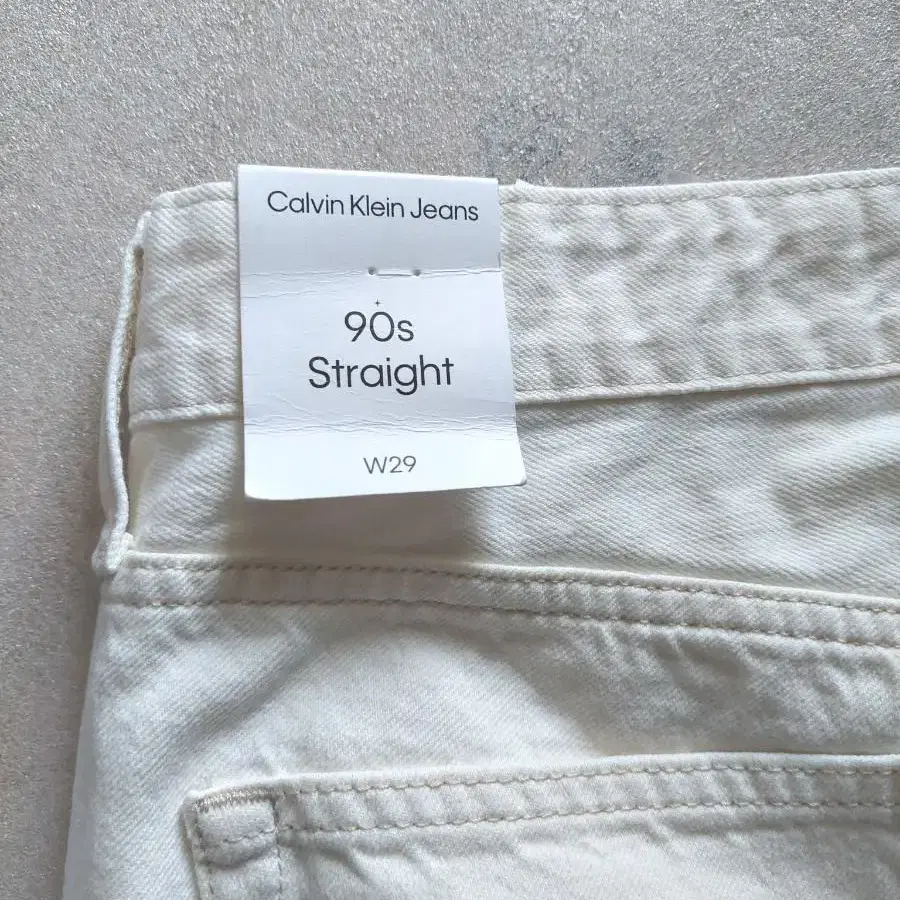 Calvin Klein Jeans
90s
Straight
W29